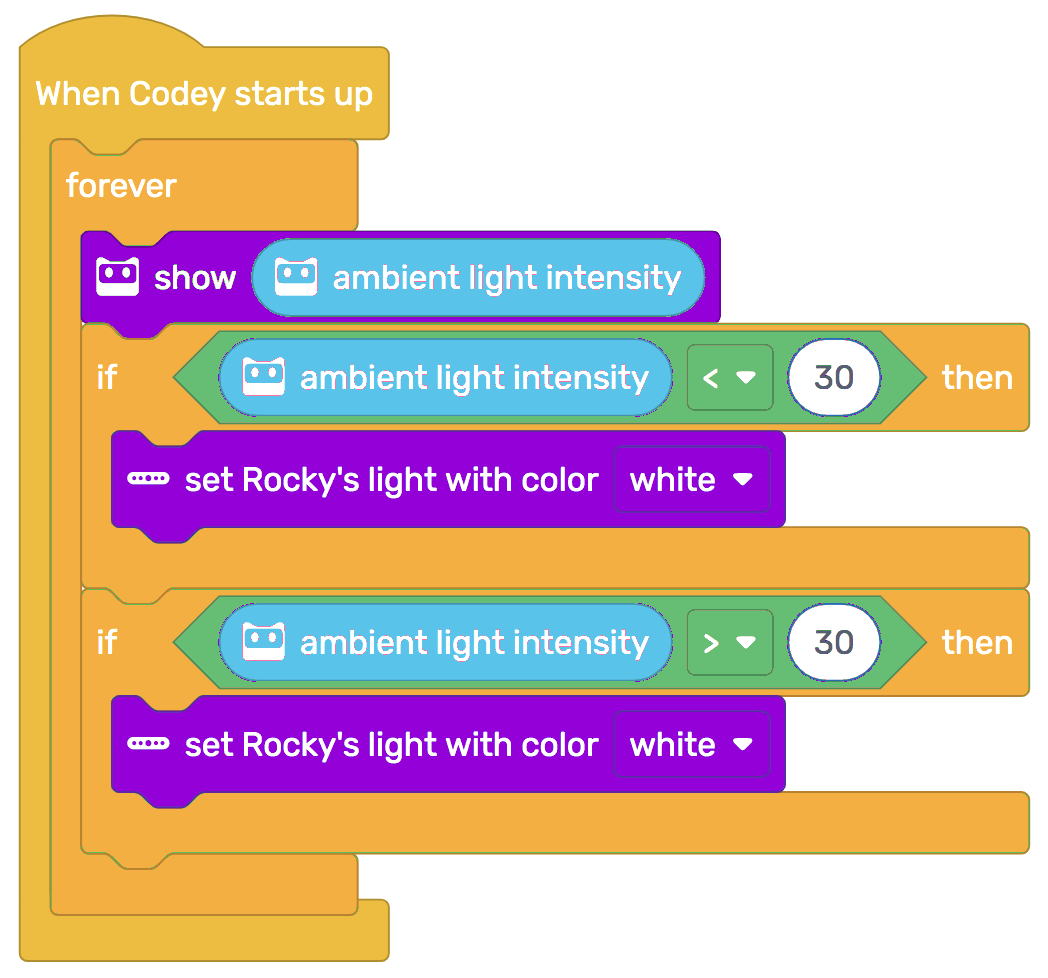 When Codey starts up
forever
show ambient light intensity
if ambient light intensity < 30 then
set Rocky's light with color white
if ambient light intensity > 30 then
set Rocky's light with color white